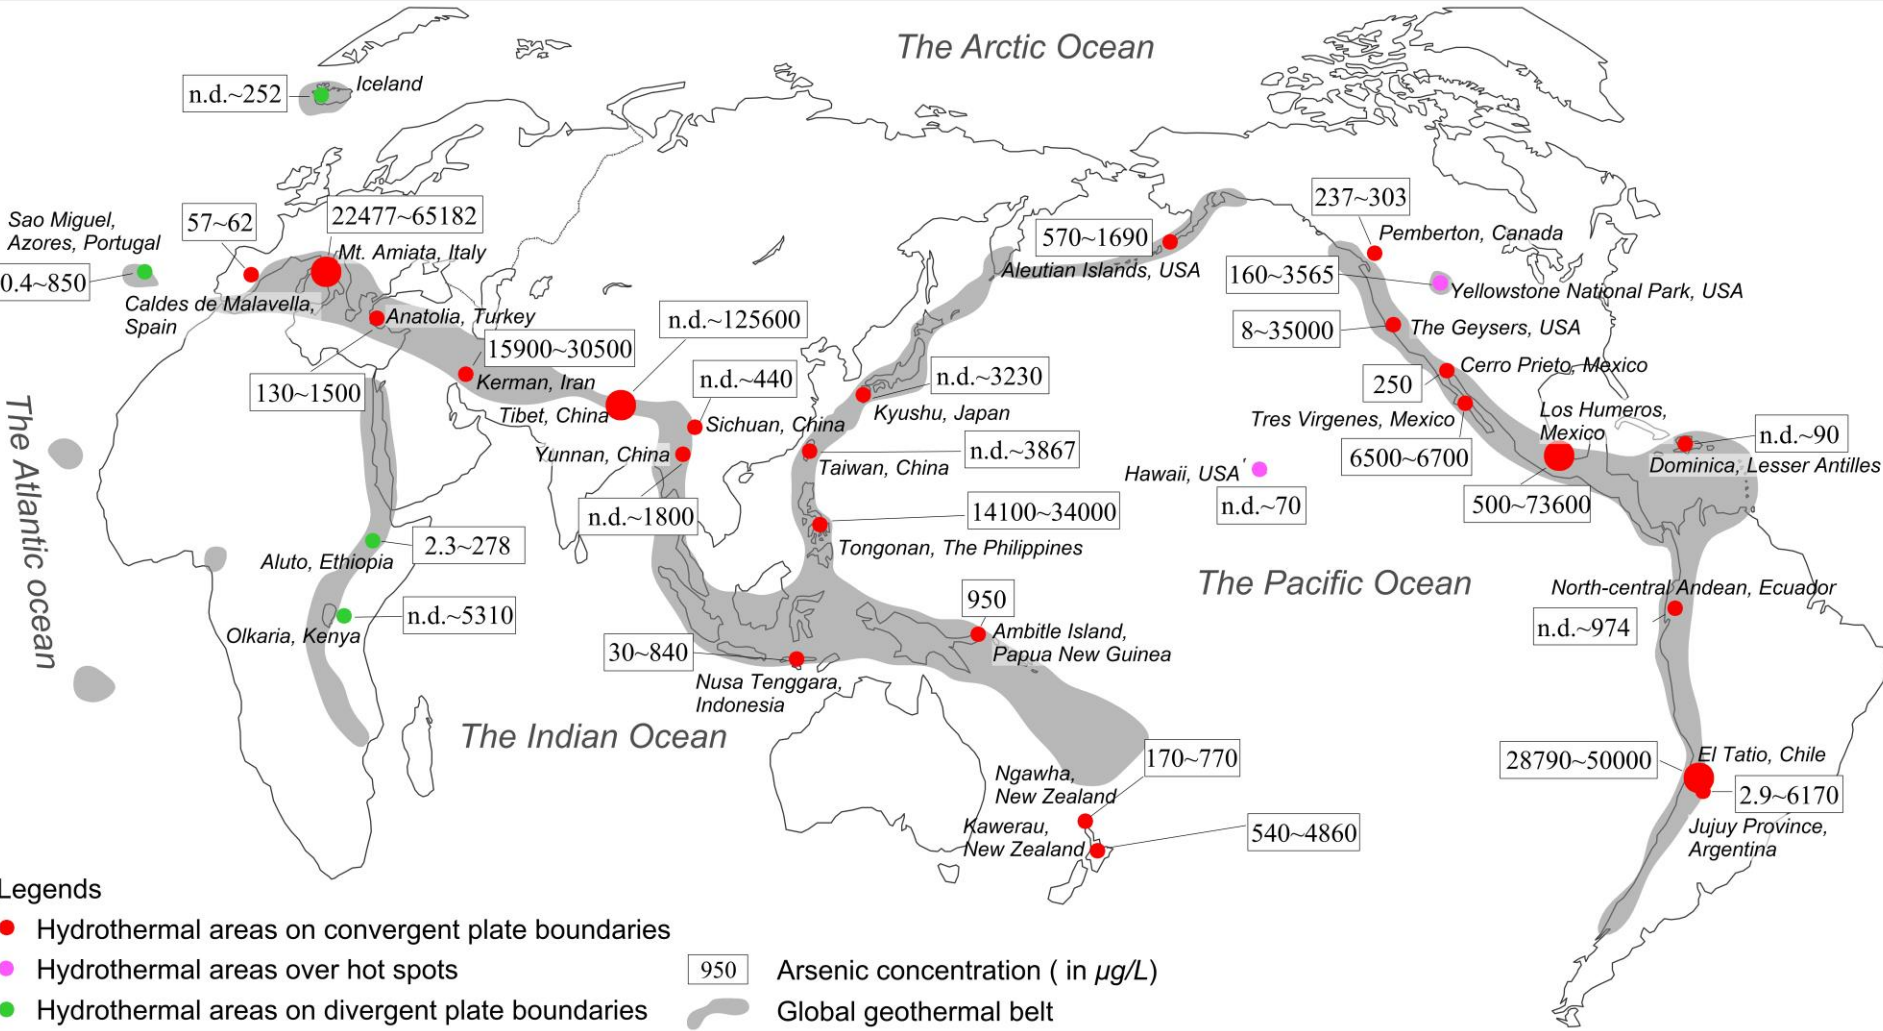 The Arctic Ocean
Iceland
n.d.~252
Sao Miguel,
Azores, Portugal
0.4~850
57~62
22477~65182
Mt. Amiata, Italy
Caldes de Malavella,
Spain
Anatolia, Turkey
130~1500
15900~30500
Kerman, Iran
n.d.~125600
Tibet, China
n.d.~440
Sichuan, China
Yunnan, China
n.d.~1800
n.d.~3230
Kyushu, Japan
n.d.~3867
Taiwan, China
14100~34000
Tongonan, The Philippines
570~1690
Aleutian Islands, USA
237~303
Pemberton, Canada
160~3565
Yellowstone National Park, USA
8~35000
The Geysers, USA
250
Cerro Prieto, Mexico
Tres Virgenes, Mexico
6500~6700
Los Humeros,
Mexico
500~73600
n.d.~90
Dominica, Lesser Antilles
Hawaii, USA
n.d.~70
The Atlantic ocean
Aluto, Ethiopia
2.3~278
Olkaria, Kenya
n.d.~5310
The Pacific Ocean
950
Ambitle Island,
Papua New Guinea
30~840
Nusa Tenggara,
Indonesia
The Indian Ocean
North-central Andean, Ecuador
n.d.~974
170~770
Ngawha,
New Zealand
Kawerau,
New Zealand
540~4860
El Tatio, Chile
28790~50000
2.9~6170
Jujuy Province,
Argentina
Legends
Hydrothermal areas on convergent plate boundaries
Hydrothermal areas over hot spots
Hydrothermal areas on divergent plate boundaries
950 Arsenic concentration ( in µg/L)
Global geothermal belt